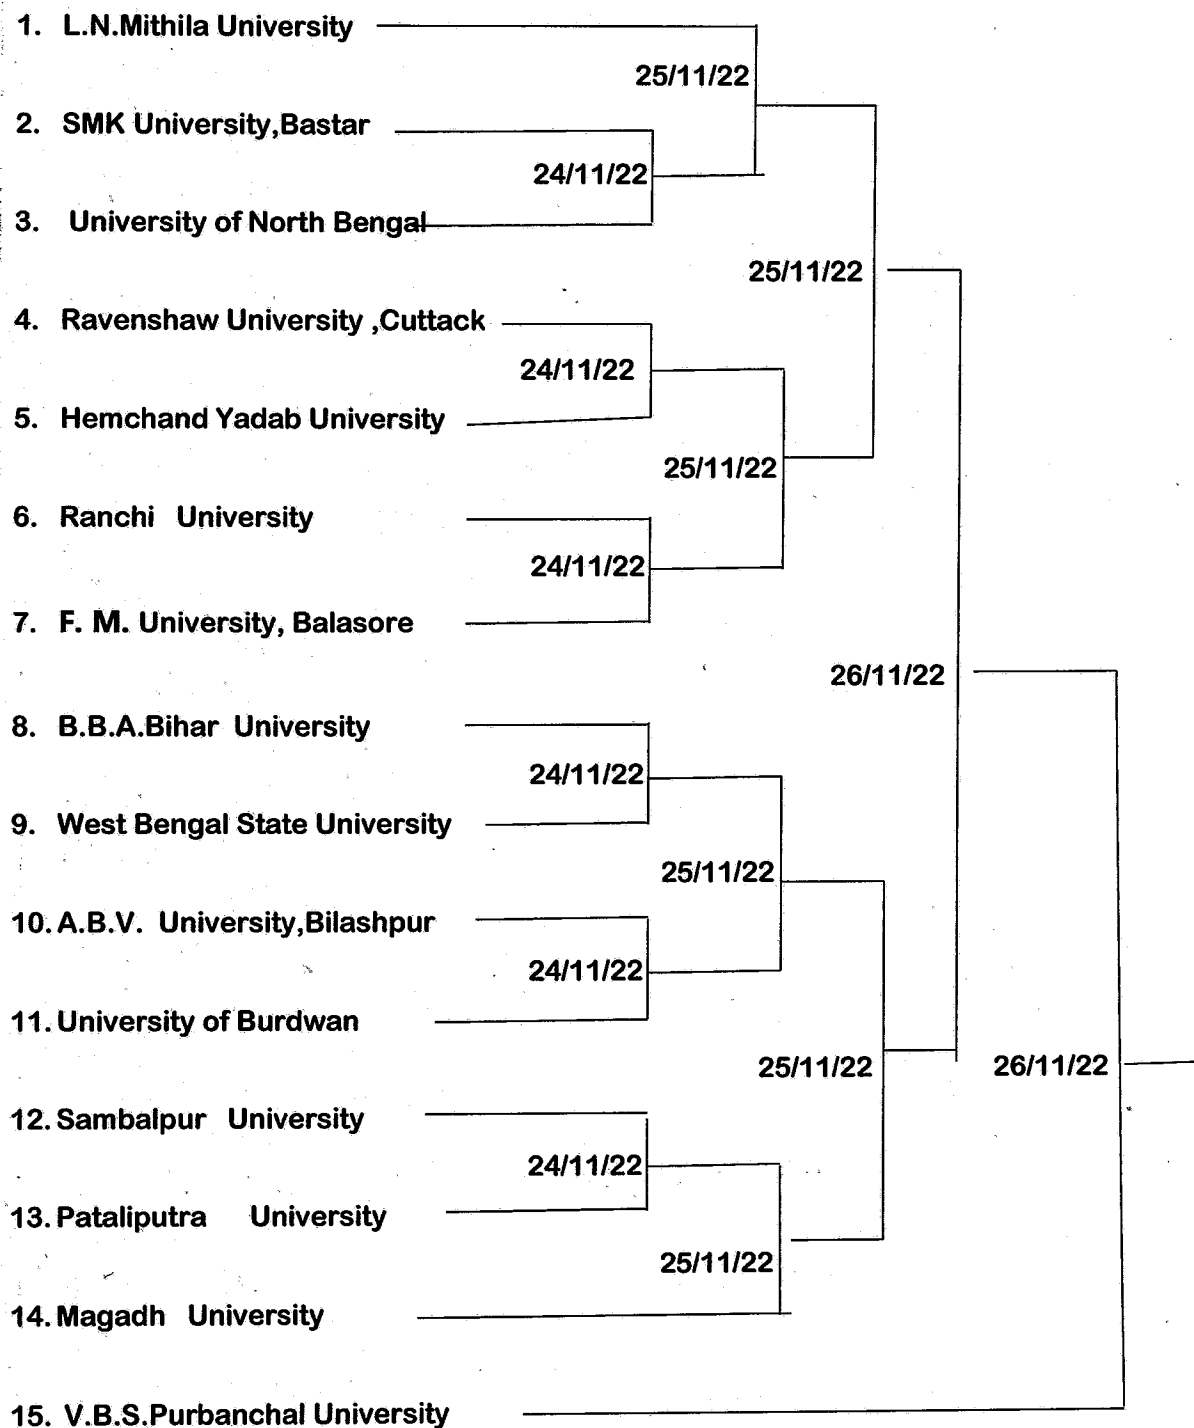 1. L.N.Mithila University
25/11/22
2. SMK University,Bastar
24/11/22
3. University of North Bengal
25/11/22
4. Ravenshaw University ,Cuttack
24/11/22
5. Hemchand Yadab University
25/11/22
6. Ranchi University
24/11/22
7. F. M. University, Balasore
26/11/22
8. B.B.A.Bihar University
24/11/22
9. West Bengal State University
25/11/22
10. A.B.V. University,Bilashpur
24/11/22
11. University of Burdwan
25/11/22 26/11/22
12. Sambalpur University
24/11/22
13. Pataliputra University
25/11/22
14. Magadh University
15. V.B.S.Purbanchal University